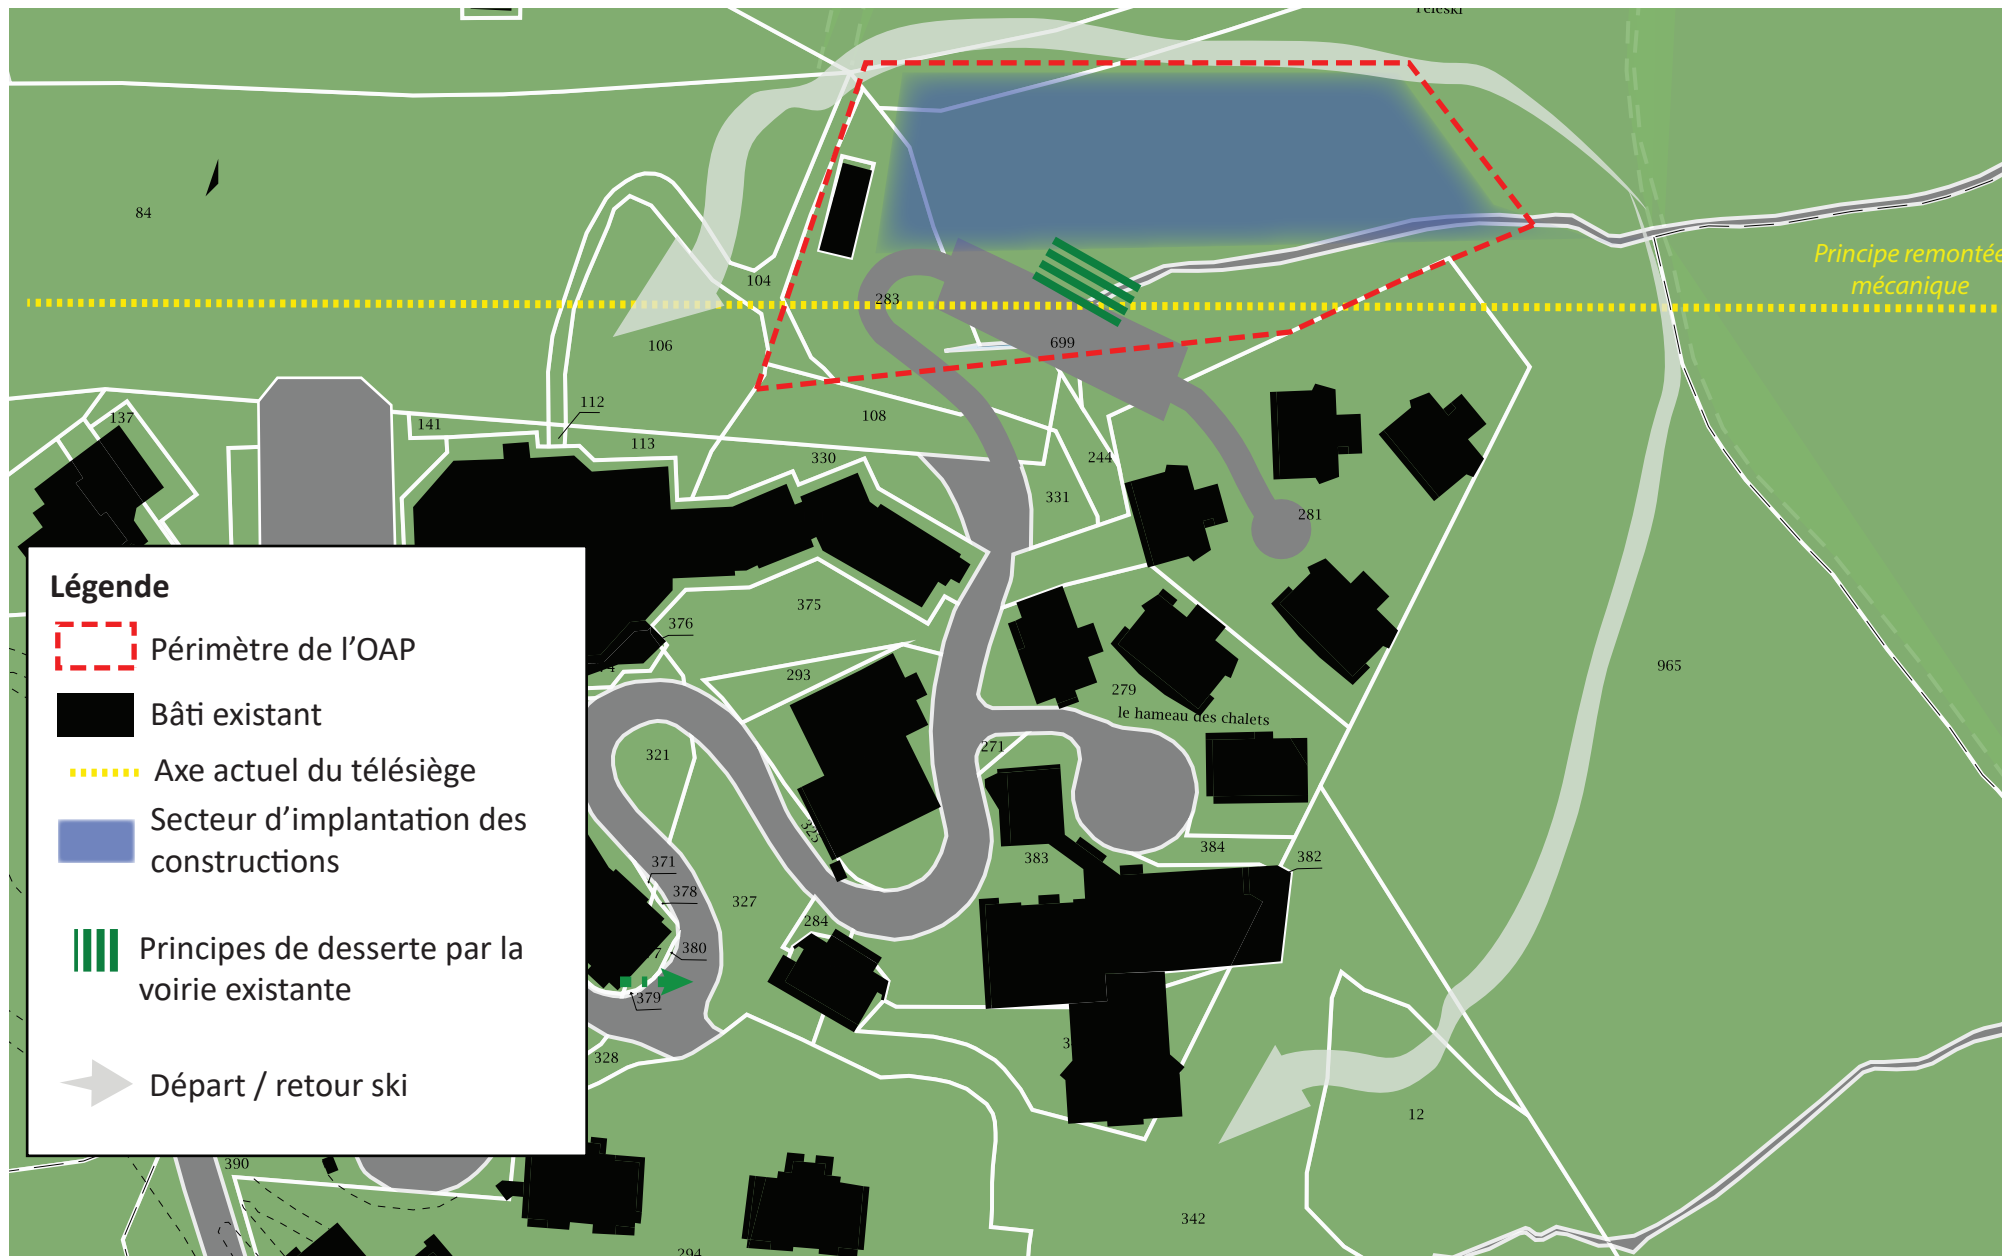 Téléski
84
Principe remontée
mécanique
104
283
106
699
112
137
141
108
113
330
244
331
281
375
376
293
965
279
le hameau des chalets
271
321
325
371
383
384
382
378
327
284
380
379
328
12
390
342
294
Légende
Périmètre de l’OAP
Bâti existant
Axe actuel du télésiège
Secteur d’implantation des
constructions
Principes de desserte par la
voirie existante
Départ / retour ski